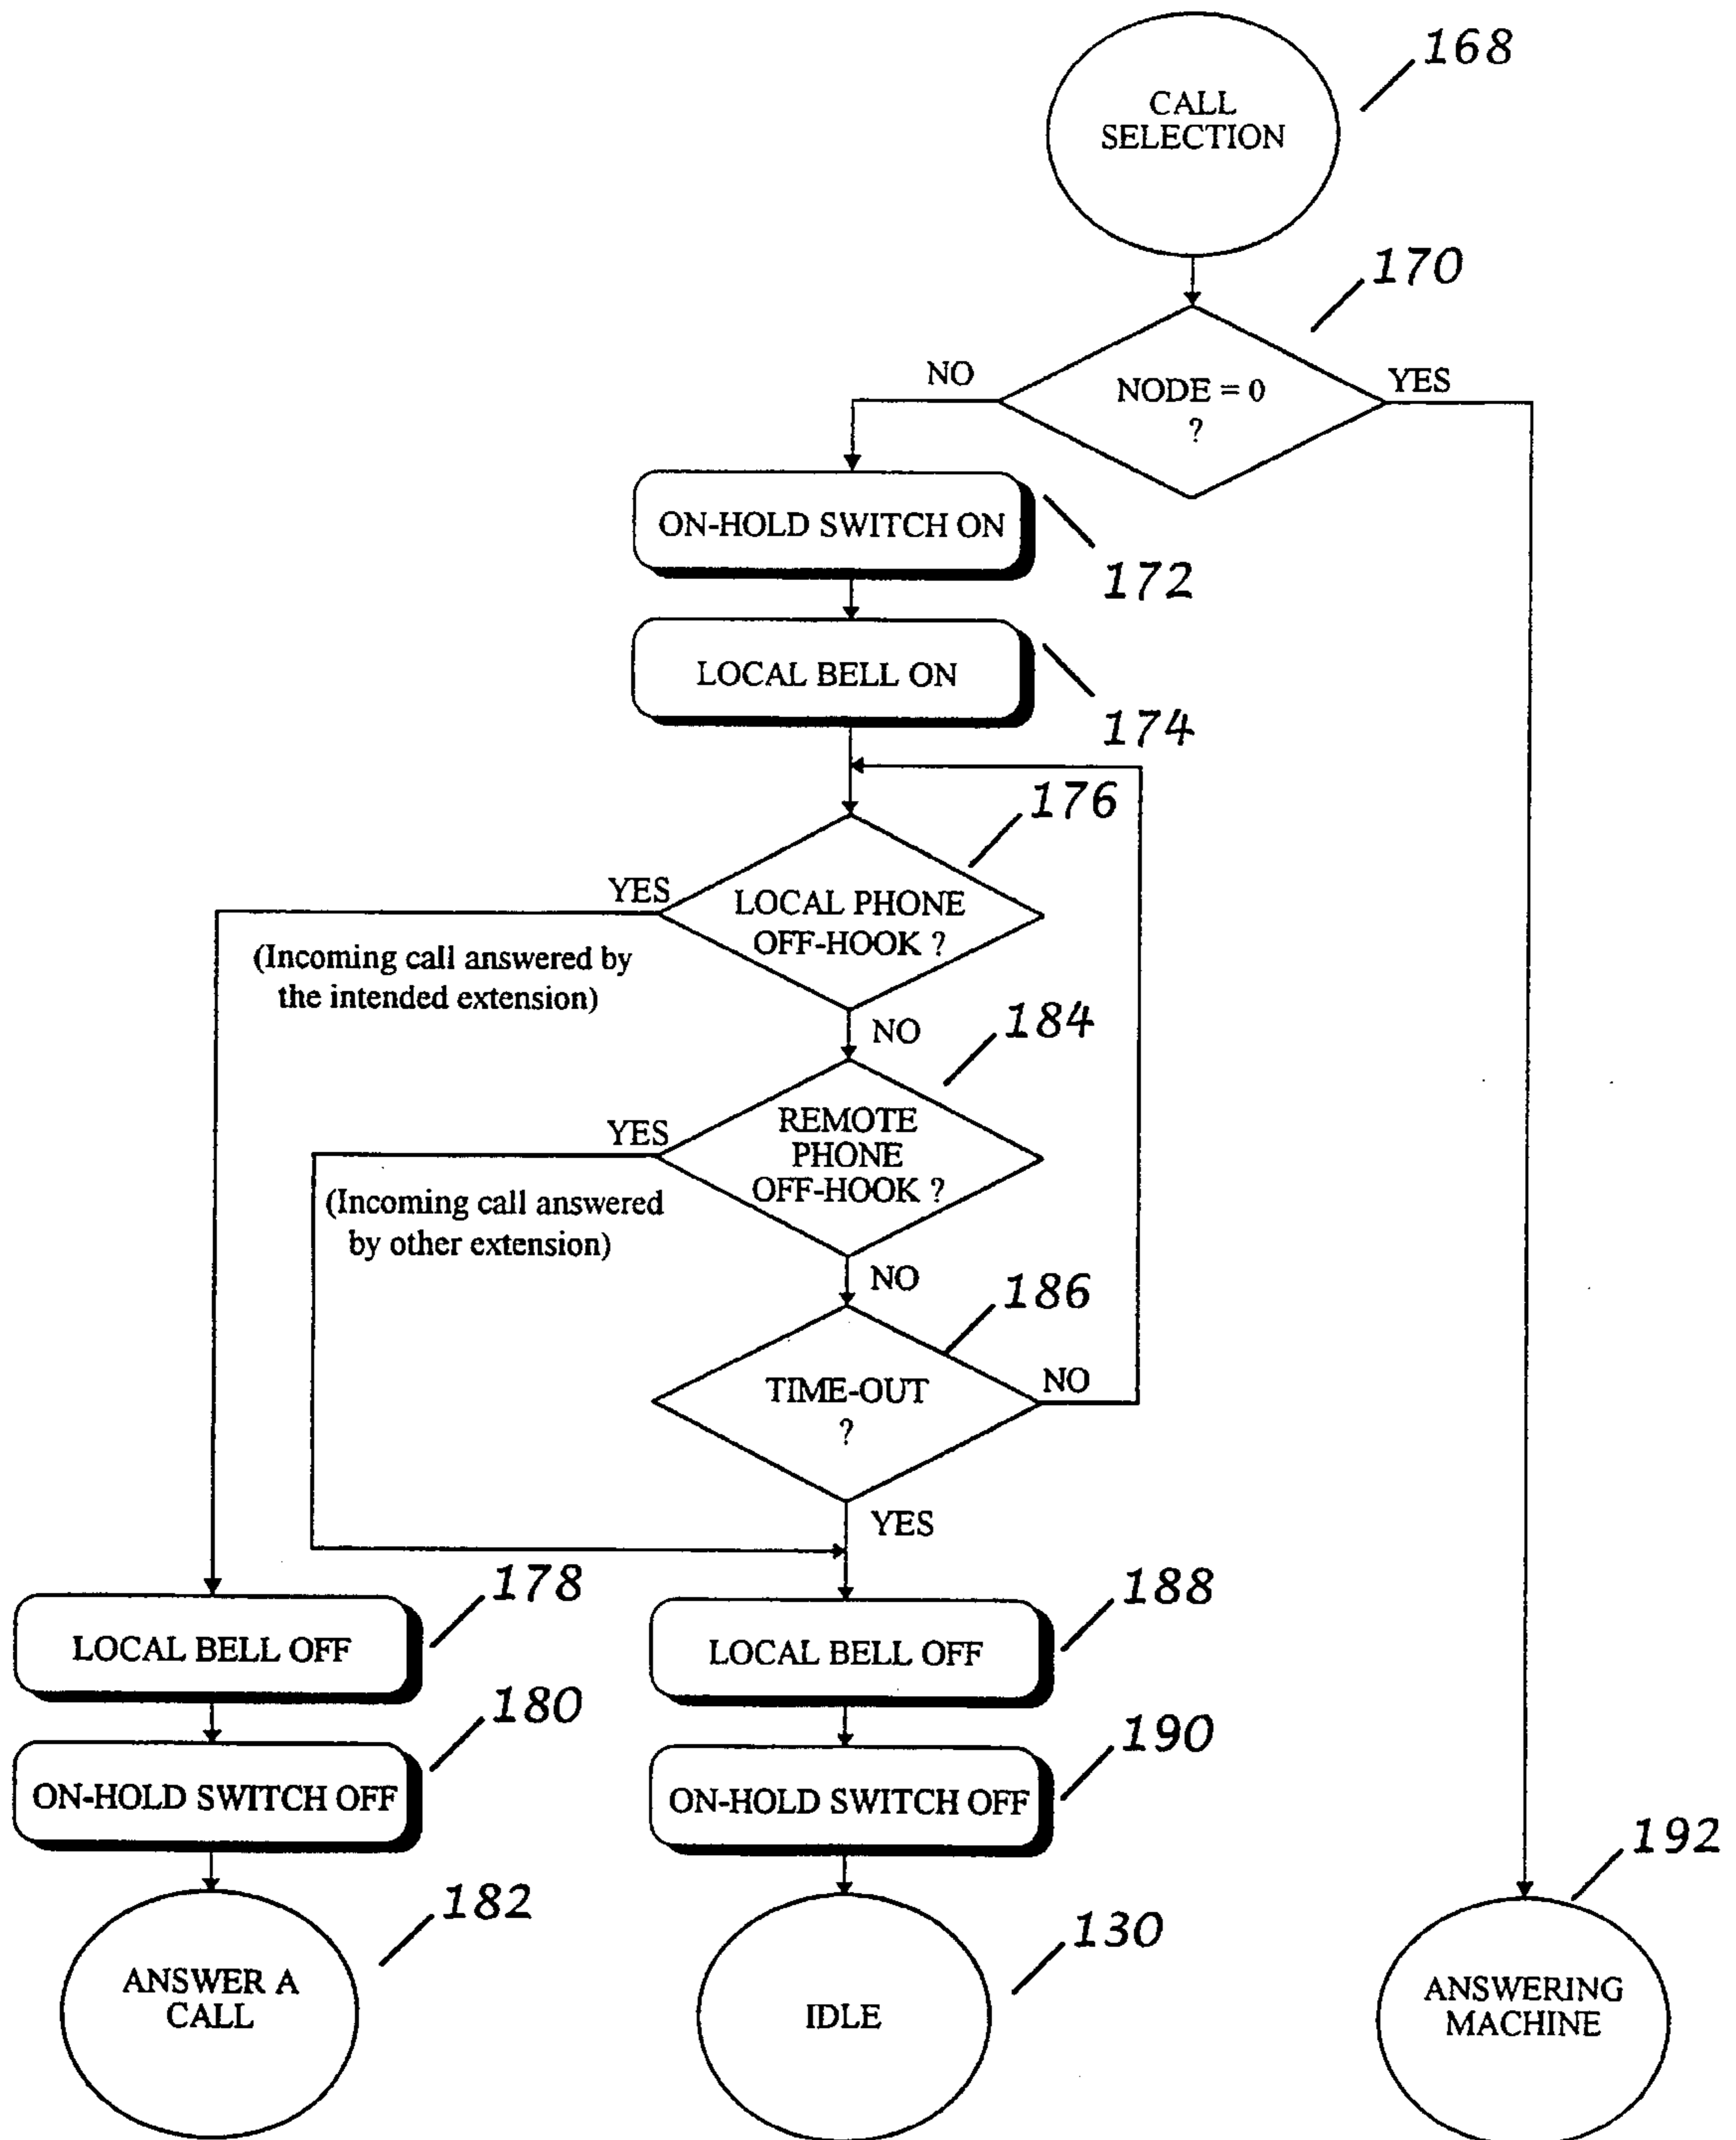 168
CALL
SELECTION
170
NO
YES
NODE = 0
?
ON-HOLD SWITCH ON
172
LOCAL BELL ON
174
176
YES
LOCAL PHONE
OFF-HOOK ?
(Incoming call answered by
the intended extension)
NO
184
YES
REMOTE
PHONE
OFF-HOOK ?
(Incoming call answered
by other extension)
NO
186
TIME-OUT
?
NO
YES
178
LOCAL BELL OFF
188
LOCAL BELL OFF
180
ON-HOLD SWITCH OFF
190
ON-HOLD SWITCH OFF
192
182
ANSWER A
CALL
130
IDLE
ANSWERING
MACHINE